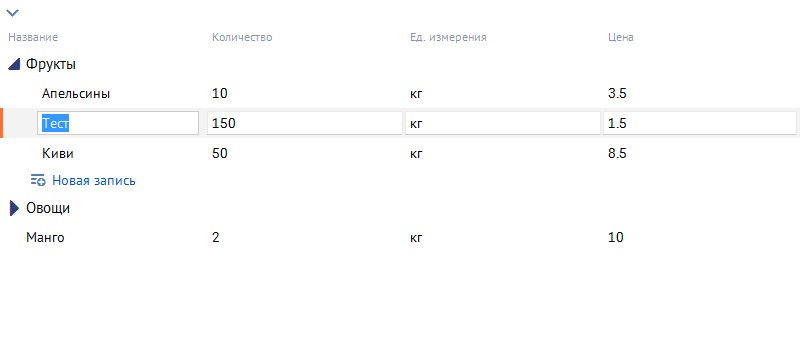 Название Количество Ед. измерения Цена
Фрукты
Апельсины 10 кг 3.5
Тест 150 кг 1.5
Киви 50 кг 8.5
Новая запись
Овощи
Манго 2 кг 10